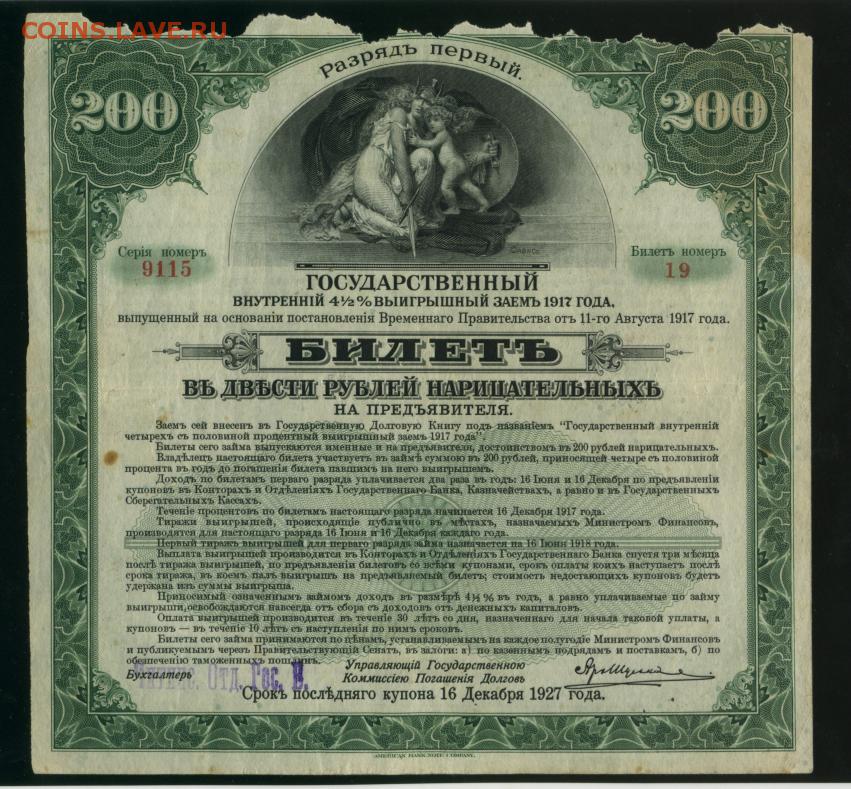 COINS.LAVE.RU
Разрядъ первый.
200
200
Серія номеръ
9115
Билетъ номеръ
19
ГОСУДАРСТВЕННЫЙ
ВНУТРЕННІЙ 4½% ВЫИГРЫШНЫЙ ЗАЕМЪ 1917 ГОДА,
выпущенный на основаніи постановленія Временнаго Правительства отъ 11-го Августа 1917 года.
БИЛЕТЪ
ВЪ ДВѢСТИ РУБЛЕЙ НАРИЦАТЕЛЬНЫХЪ
НА ПРЕДЪЯВИТЕЛЯ.
Заемъ сей внесенъ въ Государственную Долговую Книгу подъ названіемъ "Государственный внутренній
четырехъ съ половиной процентный выигрышный заемъ 1917 года".
Билеты сего займа выпускаются именные и на предъявителя, достоинствомъ въ 200 рублей нарицательныхъ.
Владѣлецъ настоящаго билета участвуетъ въ займѣ суммою въ 200 рублей, приносящей четыре съ половиной
процента въ годъ до погашенія билета павшимъ на него выигрышемъ.
Доходъ по билетамъ перваго разряда уплачивается два раза въ годъ: 16 Іюня и 16 Декабря по предъявленіи
купоновъ въ Конторахъ и Отдѣленіяхъ Государственнаго Банка, Казначействахъ, а равно и въ Государственныхъ
Сберегательныхъ Кассахъ.
Теченіе процентовъ по билетамъ настоящаго разряда начинается 16 Декабря 1917 года.
Тиражи выигрышей, происходящіе публично въ мѣстахъ, назначаемыхъ Министромъ Финансовъ,
производятся для настоящаго разряда 16 Іюня и 16 Декабря каждаго года.
Первый тиражъ выигрышей для перваго разряда займа назначается на 16 Іюня 1918 года.
Выплата выигрышей производится въ Конторахъ и Отдѣленіяхъ Государственнаго Банка спустя три мѣсяца
послѣ тиража выигрышей, по предъявленіи билетовъ со всѣми купонами, срокъ оплаты коихъ наступаетъ послѣ
срока тиража, въ коемъ палъ выигрышъ на предъявляемый билетъ; стоимость недостающихъ купоновъ будетъ
удержана изъ суммы выигрыша.
Приносимый означеннымъ займомъ доходъ въ размѣрѣ 4½% въ годъ, а равно уплачиваемые по займу
выигрыши, освобождаются навсегда отъ сбора съ доходовъ отъ денежныхъ капиталовъ.
Оплата выигрышей производится въ теченіе 30 лѣтъ со дня, назначеннаго для начала таковой уплаты, а
купоновъ — въ теченіе 10 лѣтъ съ наступленія по нимъ сроковъ.
Билеты сего займа принимаются по цѣнамъ, устанавливаемымъ на каждое полугодіе Министромъ Финансовъ
и публикуемымъ чрезъ Правительствующій Сенатъ, въ залоги: а) по казеннымъ подрядамъ и поставкамъ, б) по
обезпеченію таможенныхъ пошлинъ.
Бухгалтеръ
Управляющій Государственною
Коммиссіею Погашенія Долговъ
Отд. Гос. Б.
Срокъ послѣдняго купона 16 Декабря 1927 года.
AMERICAN BANK NOTE COMPANY.